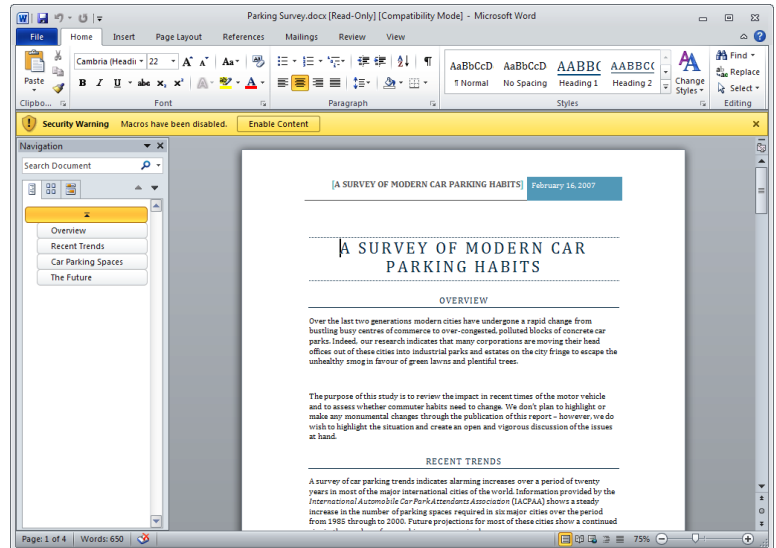 Parking Survey.docx [Read-Only] [Compatibility Mode] - Microsoft Word
File Home Insert Page Layout References Mailings Review View
Paste
Cambria (Headi 22
AaBbCcD AaBbCcD AABBC AABBCC
¶ Normal No Spacing Heading 1 Heading 2
Change Styles
Find
Replace
Select
Clipbo... Font Paragraph Styles Editing
Security Warning Macros have been disabled. Enable Content
Navigation
Search Document
Overview
Recent Trends
Car Parking Spaces
The Future
[A SURVEY OF MODERN CAR PARKING HABITS] February 16, 2007
A SURVEY OF MODERN CAR
PARKING HABITS
OVERVIEW
Over the last two generations modern cities have undergone a rapid change from
bustling busy centres of commerce to over-congested, polluted blocks of concrete car
parks. Indeed, our research indicates that many corporations are moving their head
offices out of these cities into industrial parks and estates on the city fringe to escape the
unhealthy smog in favour of green lawns and plentiful trees.
The purpose of this study is to review the impact in recent times of the motor vehicle
and to assess whether commuter habits need to change. We don't plan to highlight or
make any monumental changes through the publication of this report – however, we do
wish to highlight the situation and create an open and vigorous discussion of the issues
at hand.
RECENT TRENDS
A survey of car parking trends indicates alarming increases over a period of twenty
years in most of the major international cities of the world. Information provided by the
International Automobile Car Park Attendants Association (IACPAA) shows a steady
increase in the number of parking spaces required in six major cities over the period
from 1985 through to 2000. Future projections for most of these cities show a continued
Page: 1 of 4 Words: 650 75%